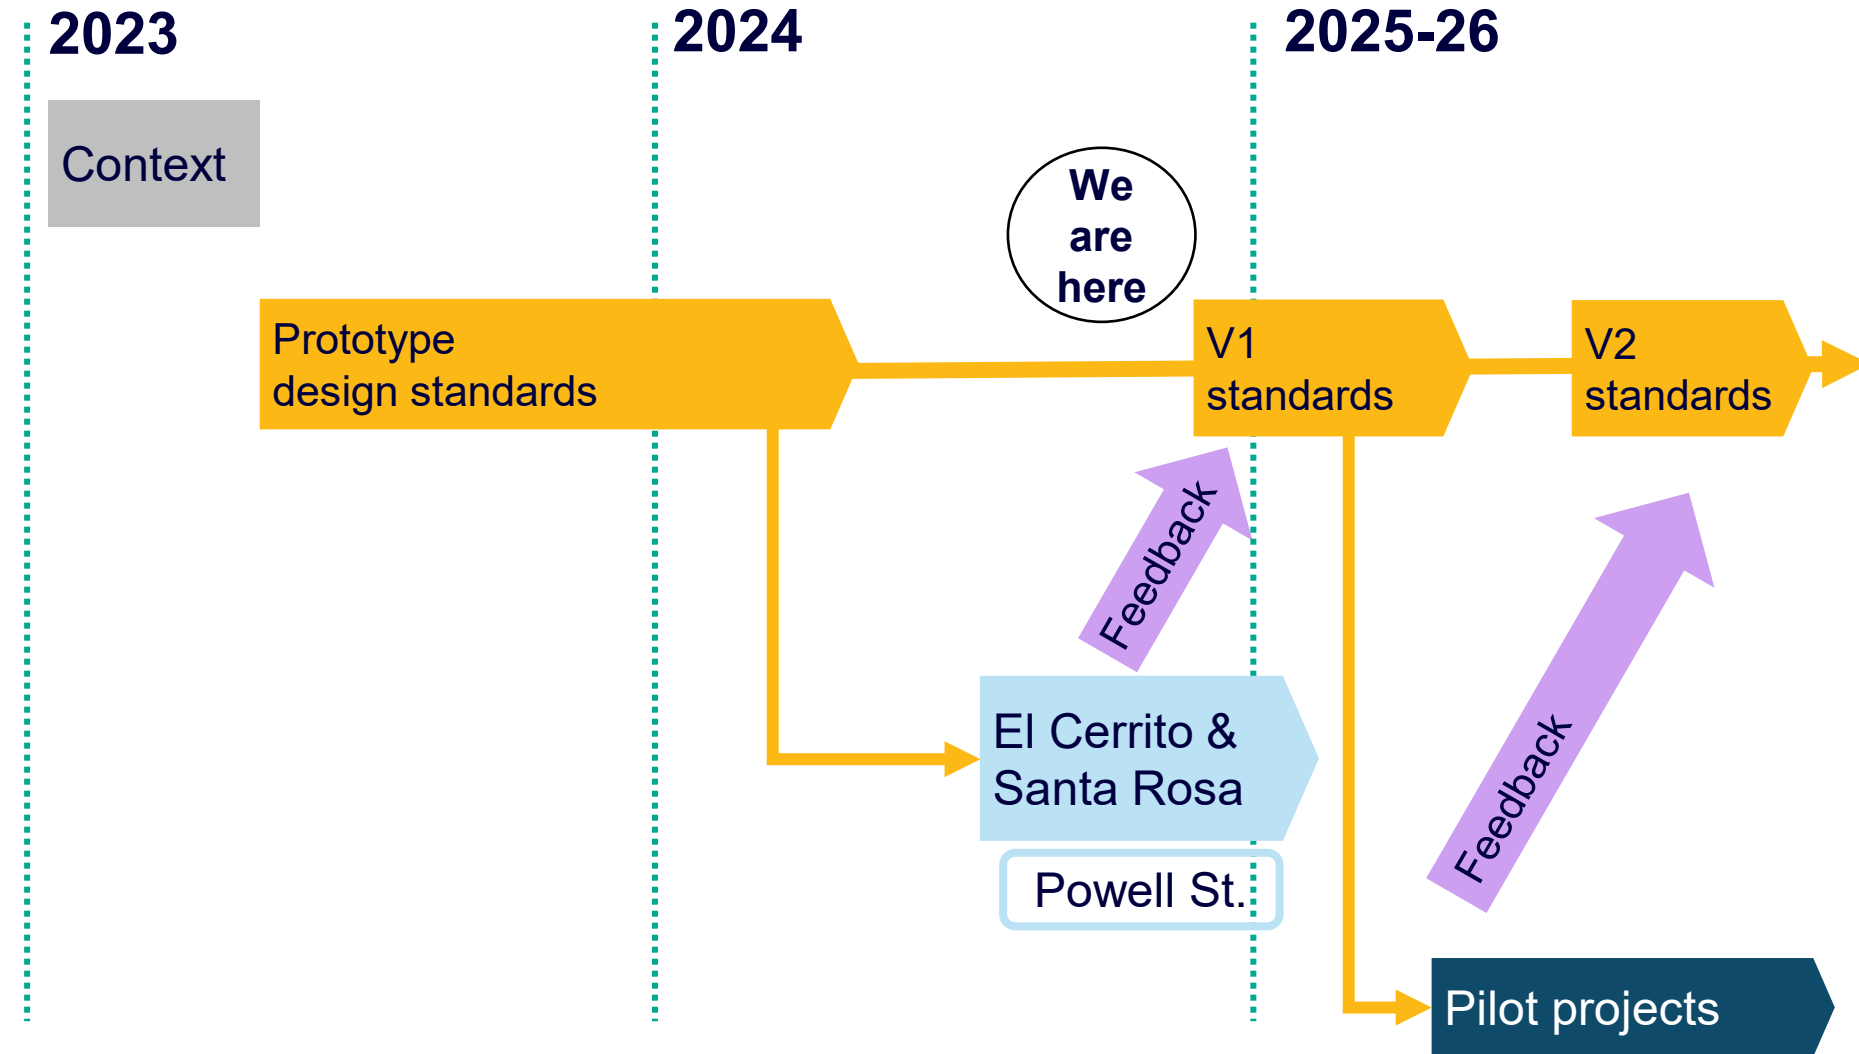 2023
2024
2025-26
Context
We
are
here
Prototype
design standards
V1
standards
V2
standards
Feedback
El Cerrito &
Santa Rosa
Powell St.
Feedback
Pilot projects